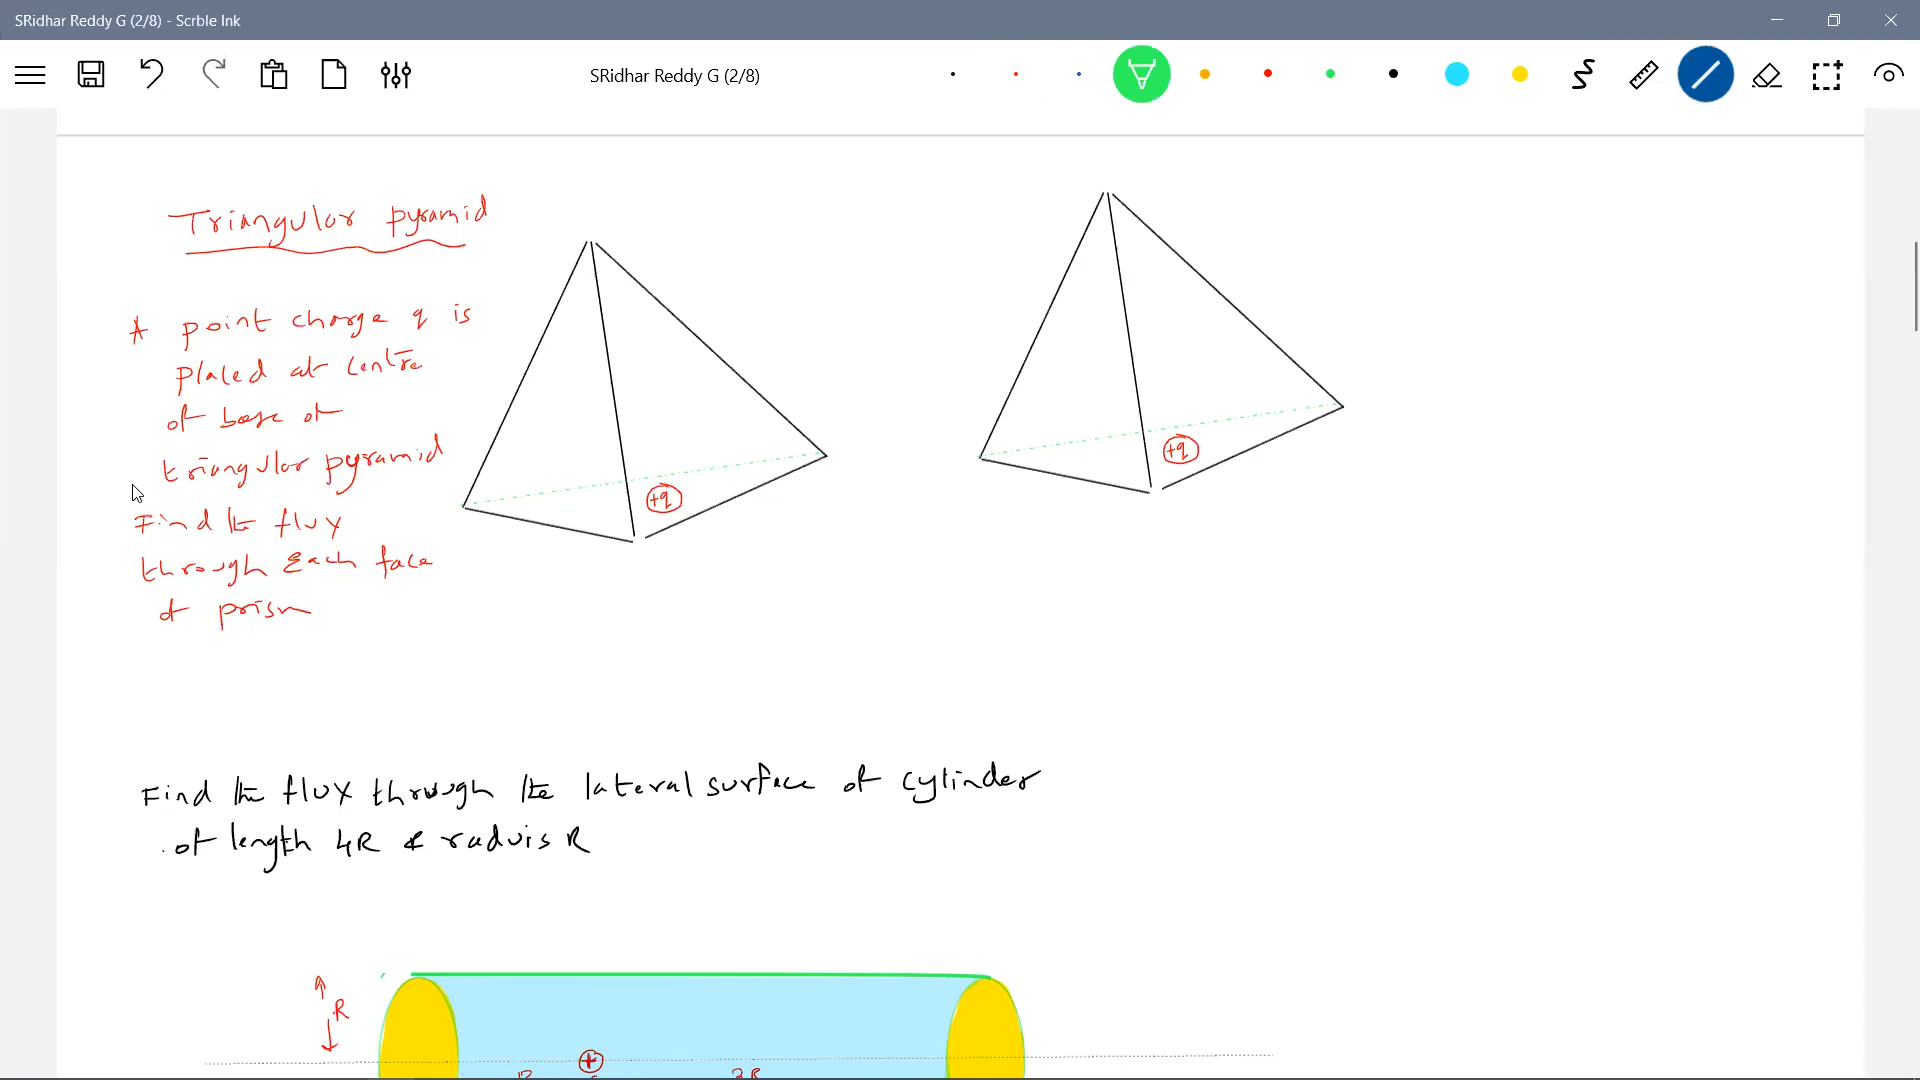 SRidhar Reddy G (2/8) - Scrble Ink
SRidhar Reddy G (2/8)
Triangular pyramid
A point charge q is
placed at centre
of base of
triangular pyramid
Find the flux
through Each face
of prism
+q
+q
Find the flux through the lateral surface of cylinder
of length 4R & raduis R
R
+